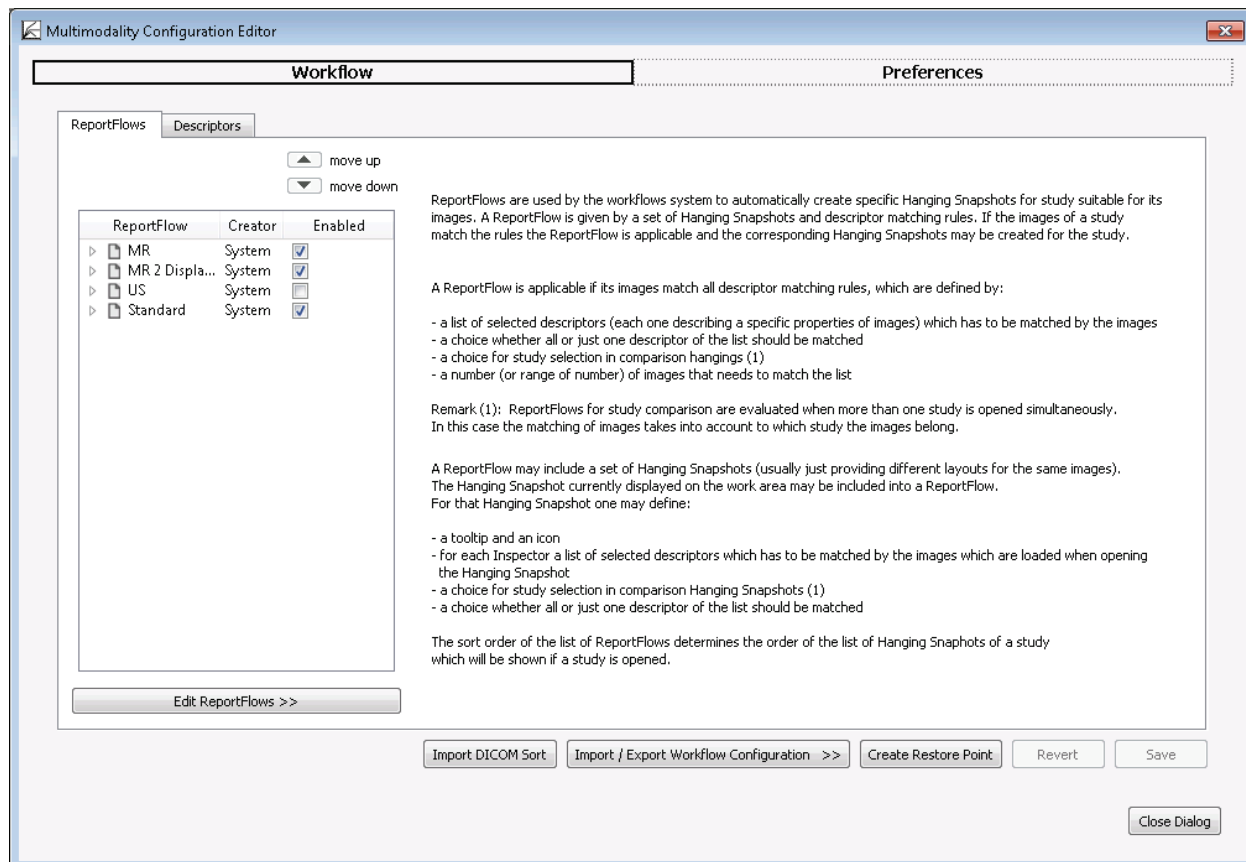 Multimodality Configuration Editor
Workflow
Preferences
ReportFlows
Descriptors
move up
move down
ReportFlow Creator Enabled
MR System
MR 2 Displa... System
US System
Standard System
Edit ReportFlows >>
ReportFlows are used by the workflows system to automatically create specific Hanging Snapshots for study suitable for its
images. A ReportFlow is given by a set of Hanging Snapshots and descriptor matching rules. If the images of a study
match the rules the ReportFlow is applicable and the corresponding Hanging Snapshots may be created for the study.
A ReportFlow is applicable if its images match all descriptor matching rules, which are defined by:
- a list of selected descriptors (each one describing a specific properties of images) which has to be matched by the images
- a choice whether all or just one descriptor of the list should be matched
- a choice for study selection in comparison hangings (1)
- a number (or range of number) of images that needs to match the list
Remark (1): ReportFlows for study comparison are evaluated when more than one study is opened simultaneously.
In this case the matching of images takes into account to which study the images belong.
A ReportFlow may include a set of Hanging Snapshots (usually just providing different layouts for the same images).
The Hanging Snapshot currently displayed on the work area may be included into a ReportFlow.
For that Hanging Snapshot one may define:
- a tooltip and an icon
- for each Inspector a list of selected descriptors which has to be matched by the images which are loaded when opening
the Hanging Snapshot
- a choice for study selection in comparison Hanging Snapshots (1)
- a choice whether all or just one descriptor of the list should be matched
The sort order of the list of ReportFlows determines the order of the list of Hanging Snaphots of a study
which will be shown if a study is opened.
Import DICOM Sort
Import / Export Workflow Configuration >>
Create Restore Point
Revert
Save
Close Dialog